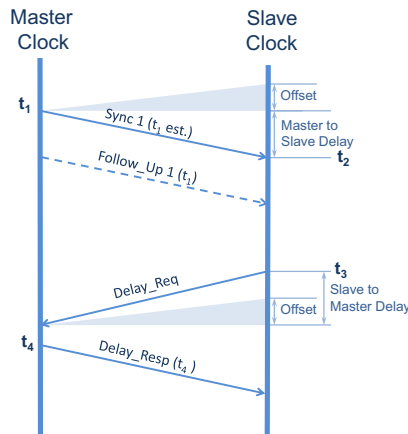 Master
Clock
Slave
Clock
t1
Sync 1 (t1 est.)
Offset
Master to
Slave Delay
t2
Follow_Up 1 (t1)
t3
Delay_Req
Slave to
Master Delay
Offset
t4
Delay_Resp (t4 )